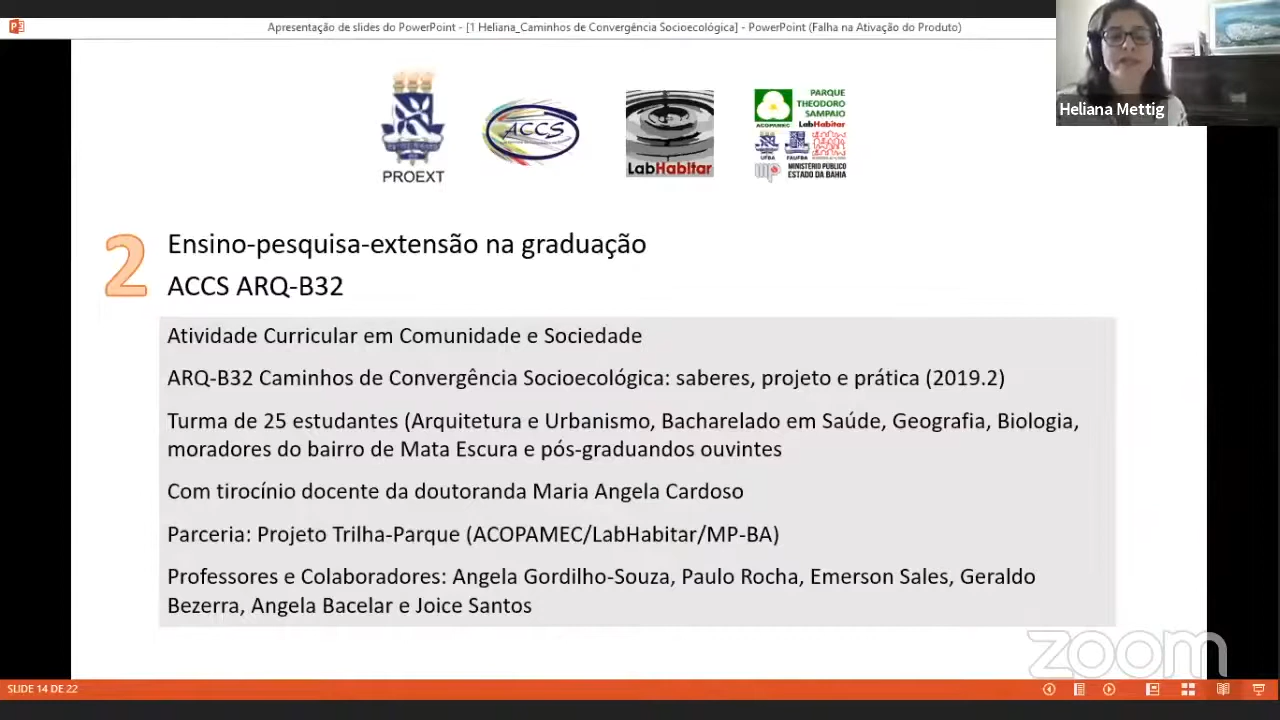 Apresentação de slides do PowerPoint - [1 Heliana_Caminhos de Convergência Socioecológica] - PowerPoint (Falha na Ativação do Produto)
Heliana Mettig
PROEXT
ACCS
LabHabitar
PARQUE
THEODORO
SAMPAIO
ACOPAMEC
LabHabitar
UFBA
FAUFBA
mp
MINISTÉRIO PÚBLICO
ESTADO DA BAHIA
2
Ensino-pesquisa-extensão na graduação
ACCS ARQ-B32
Atividade Curricular em Comunidade e Sociedade
ARQ-B32 Caminhos de Convergência Socioecológica: saberes, projeto e prática (2019.2)
Turma de 25 estudantes (Arquitetura e Urbanismo, Bacharelado em Saúde, Geografia, Biologia,
moradores do bairro de Mata Escura e pós-graduandos ouvintes
Com tirocínio docente da doutoranda Maria Angela Cardoso
Parceria: Projeto Trilha-Parque (ACOPAMEC/LabHabitar/MP-BA)
Professores e Colaboradores: Angela Gordilho-Souza, Paulo Rocha, Emerson Sales, Geraldo
Bezerra, Angela Bacelar e Joice Santos
zoom
SLIDE 14 DE 22